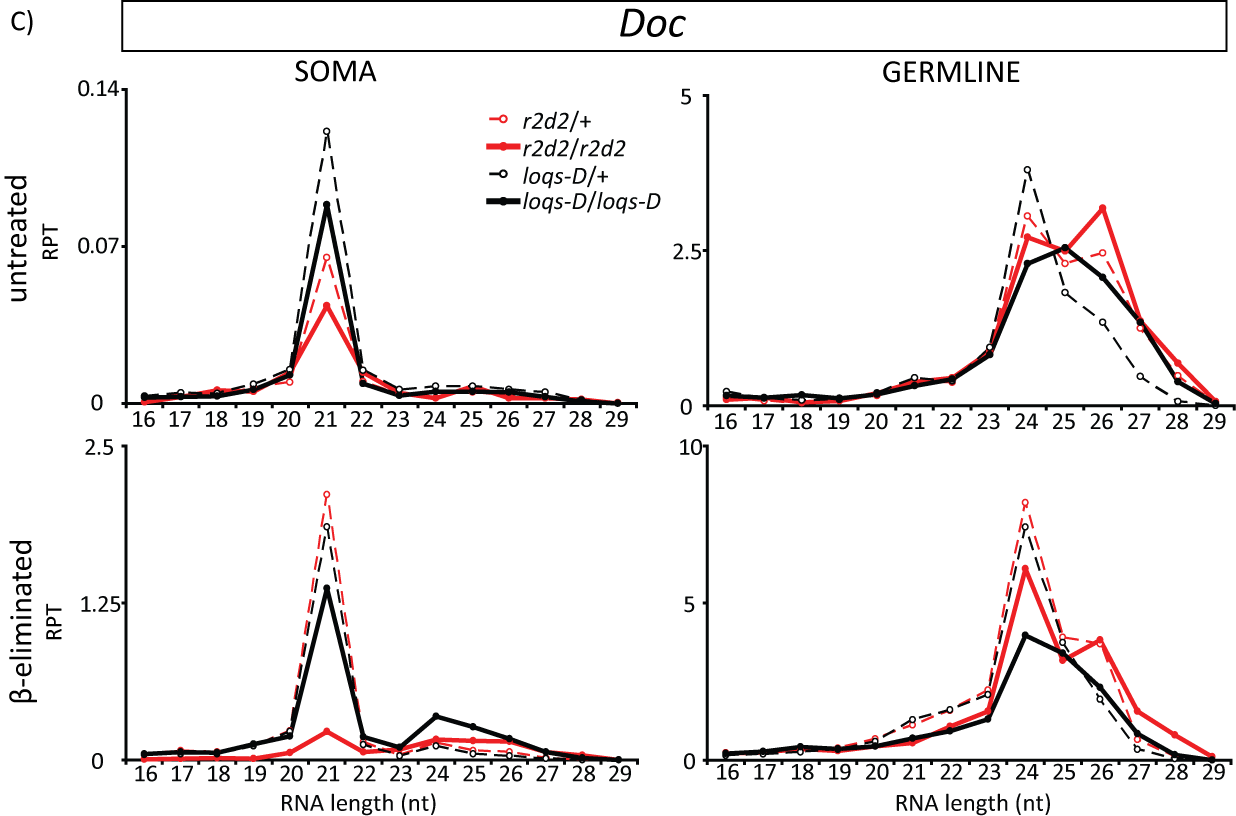 C)
Doc
SOMA
GERMLINE
untreated
RPT
0.14
0.07
0
16 17 18 19 20 21 22 23 24 25 26 27 28 29
r2d2/+
r2d2/r2d2
loqs-D/+
loqs-D/loqs-D
5
2.5
0
16 17 18 19 20 21 22 23 24 25 26 27 28 29
β-eliminated
RPT
2.5
1.25
0
16 17 18 19 20 21 22 23 24 25 26 27 28 29
RNA length (nt)
10
5
0
16 17 18 19 20 21 22 23 24 25 26 27 28 29
RNA length (nt)